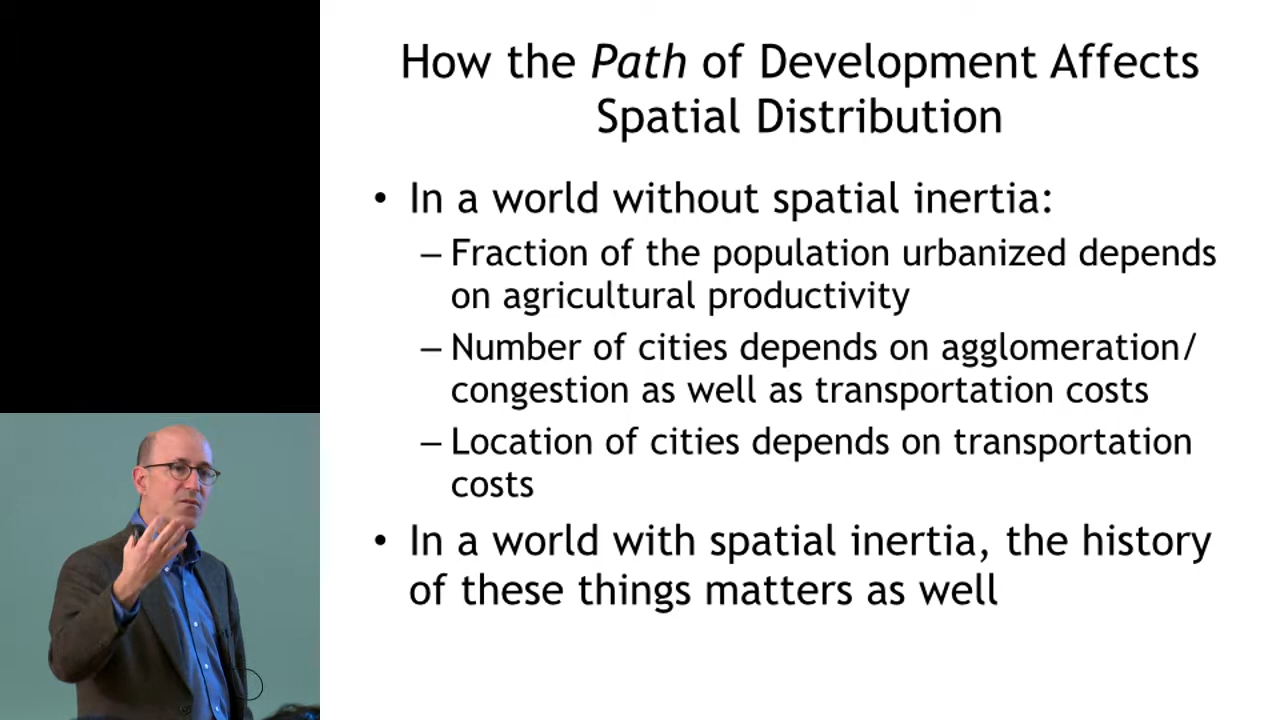 How the Path of Development Affects
Spatial Distribution
• In a world without spatial inertia:
– Fraction of the population urbanized depends
on agricultural productivity
– Number of cities depends on agglomeration/
congestion as well as transportation costs
– Location of cities depends on transportation
costs
• In a world with spatial inertia, the history
of these things matters as well